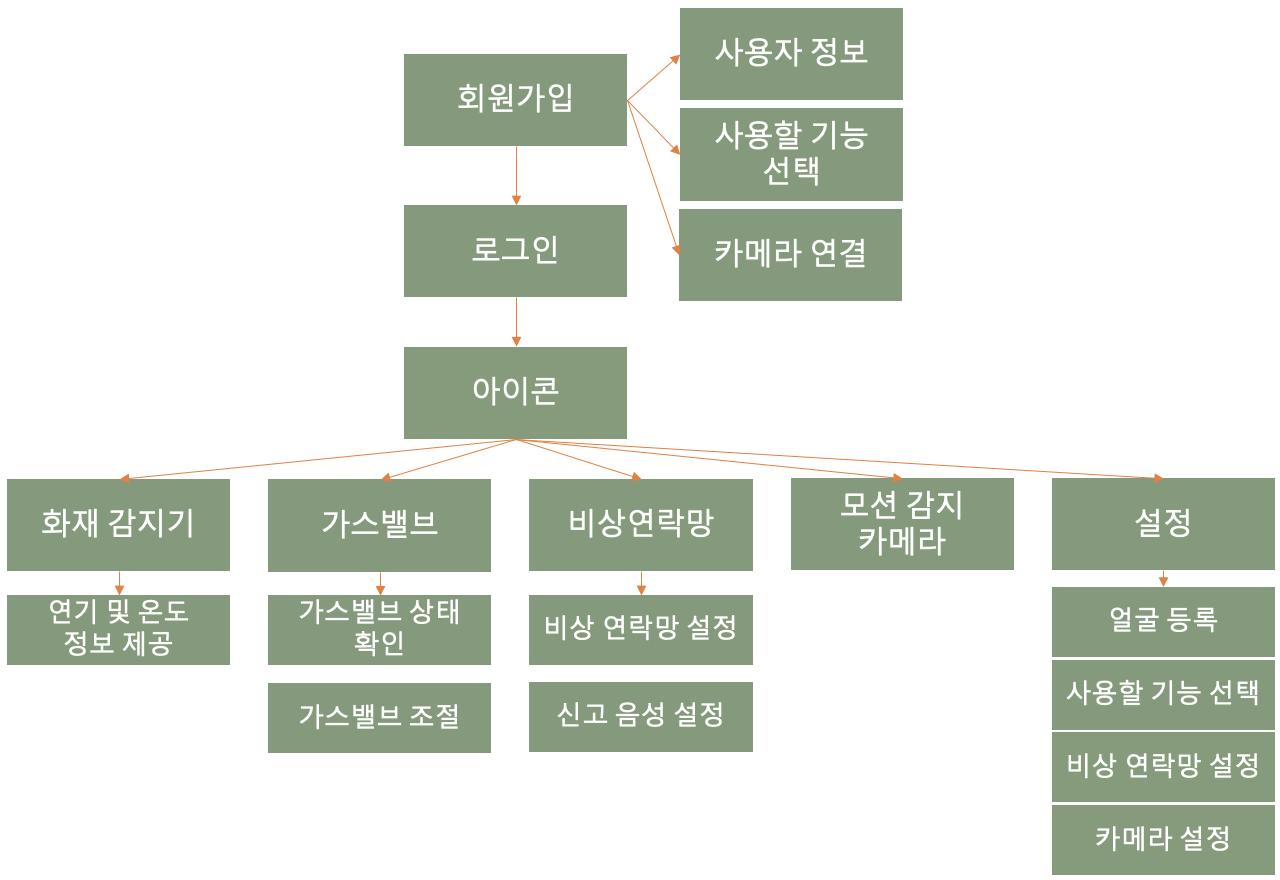 회원가입
사용자 정보
사용할 기능
선택
카메라 연결
로그인
아이콘
화재 감지기
가스밸브
비상연락망
모션 감지
카메라
설정
연기 및 온도
정보 제공
가스밸브 상태
확인
가스밸브 조절
비상 연락망 설정
신고 음성 설정
얼굴 등록
사용할 기능 선택
비상 연락망 설정
카메라 설정